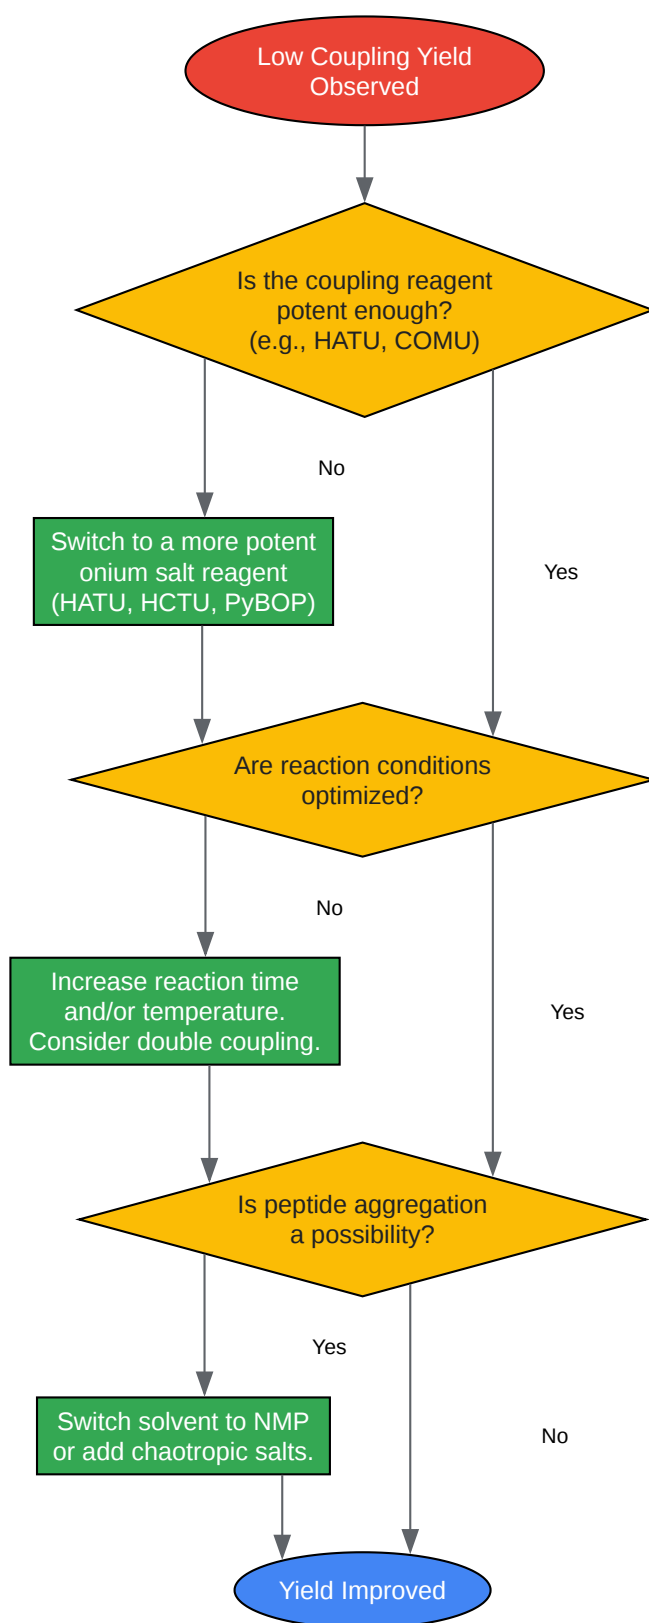 Low Coupling Yield
Observed
Is the coupling reagent
potent enough?
(e.g., HATU, COMU)
No
Switch to a more potent
onium salt reagent
(HATU, HCTU, PyBOP)
Yes
Are reaction conditions
optimized?
No
Increase reaction time
and/or temperature.
Consider double coupling.
Yes
Is peptide aggregation
a possibility?
Yes
Switch solvent to NMP
or add chaotropic salts.
No
Yield Improved